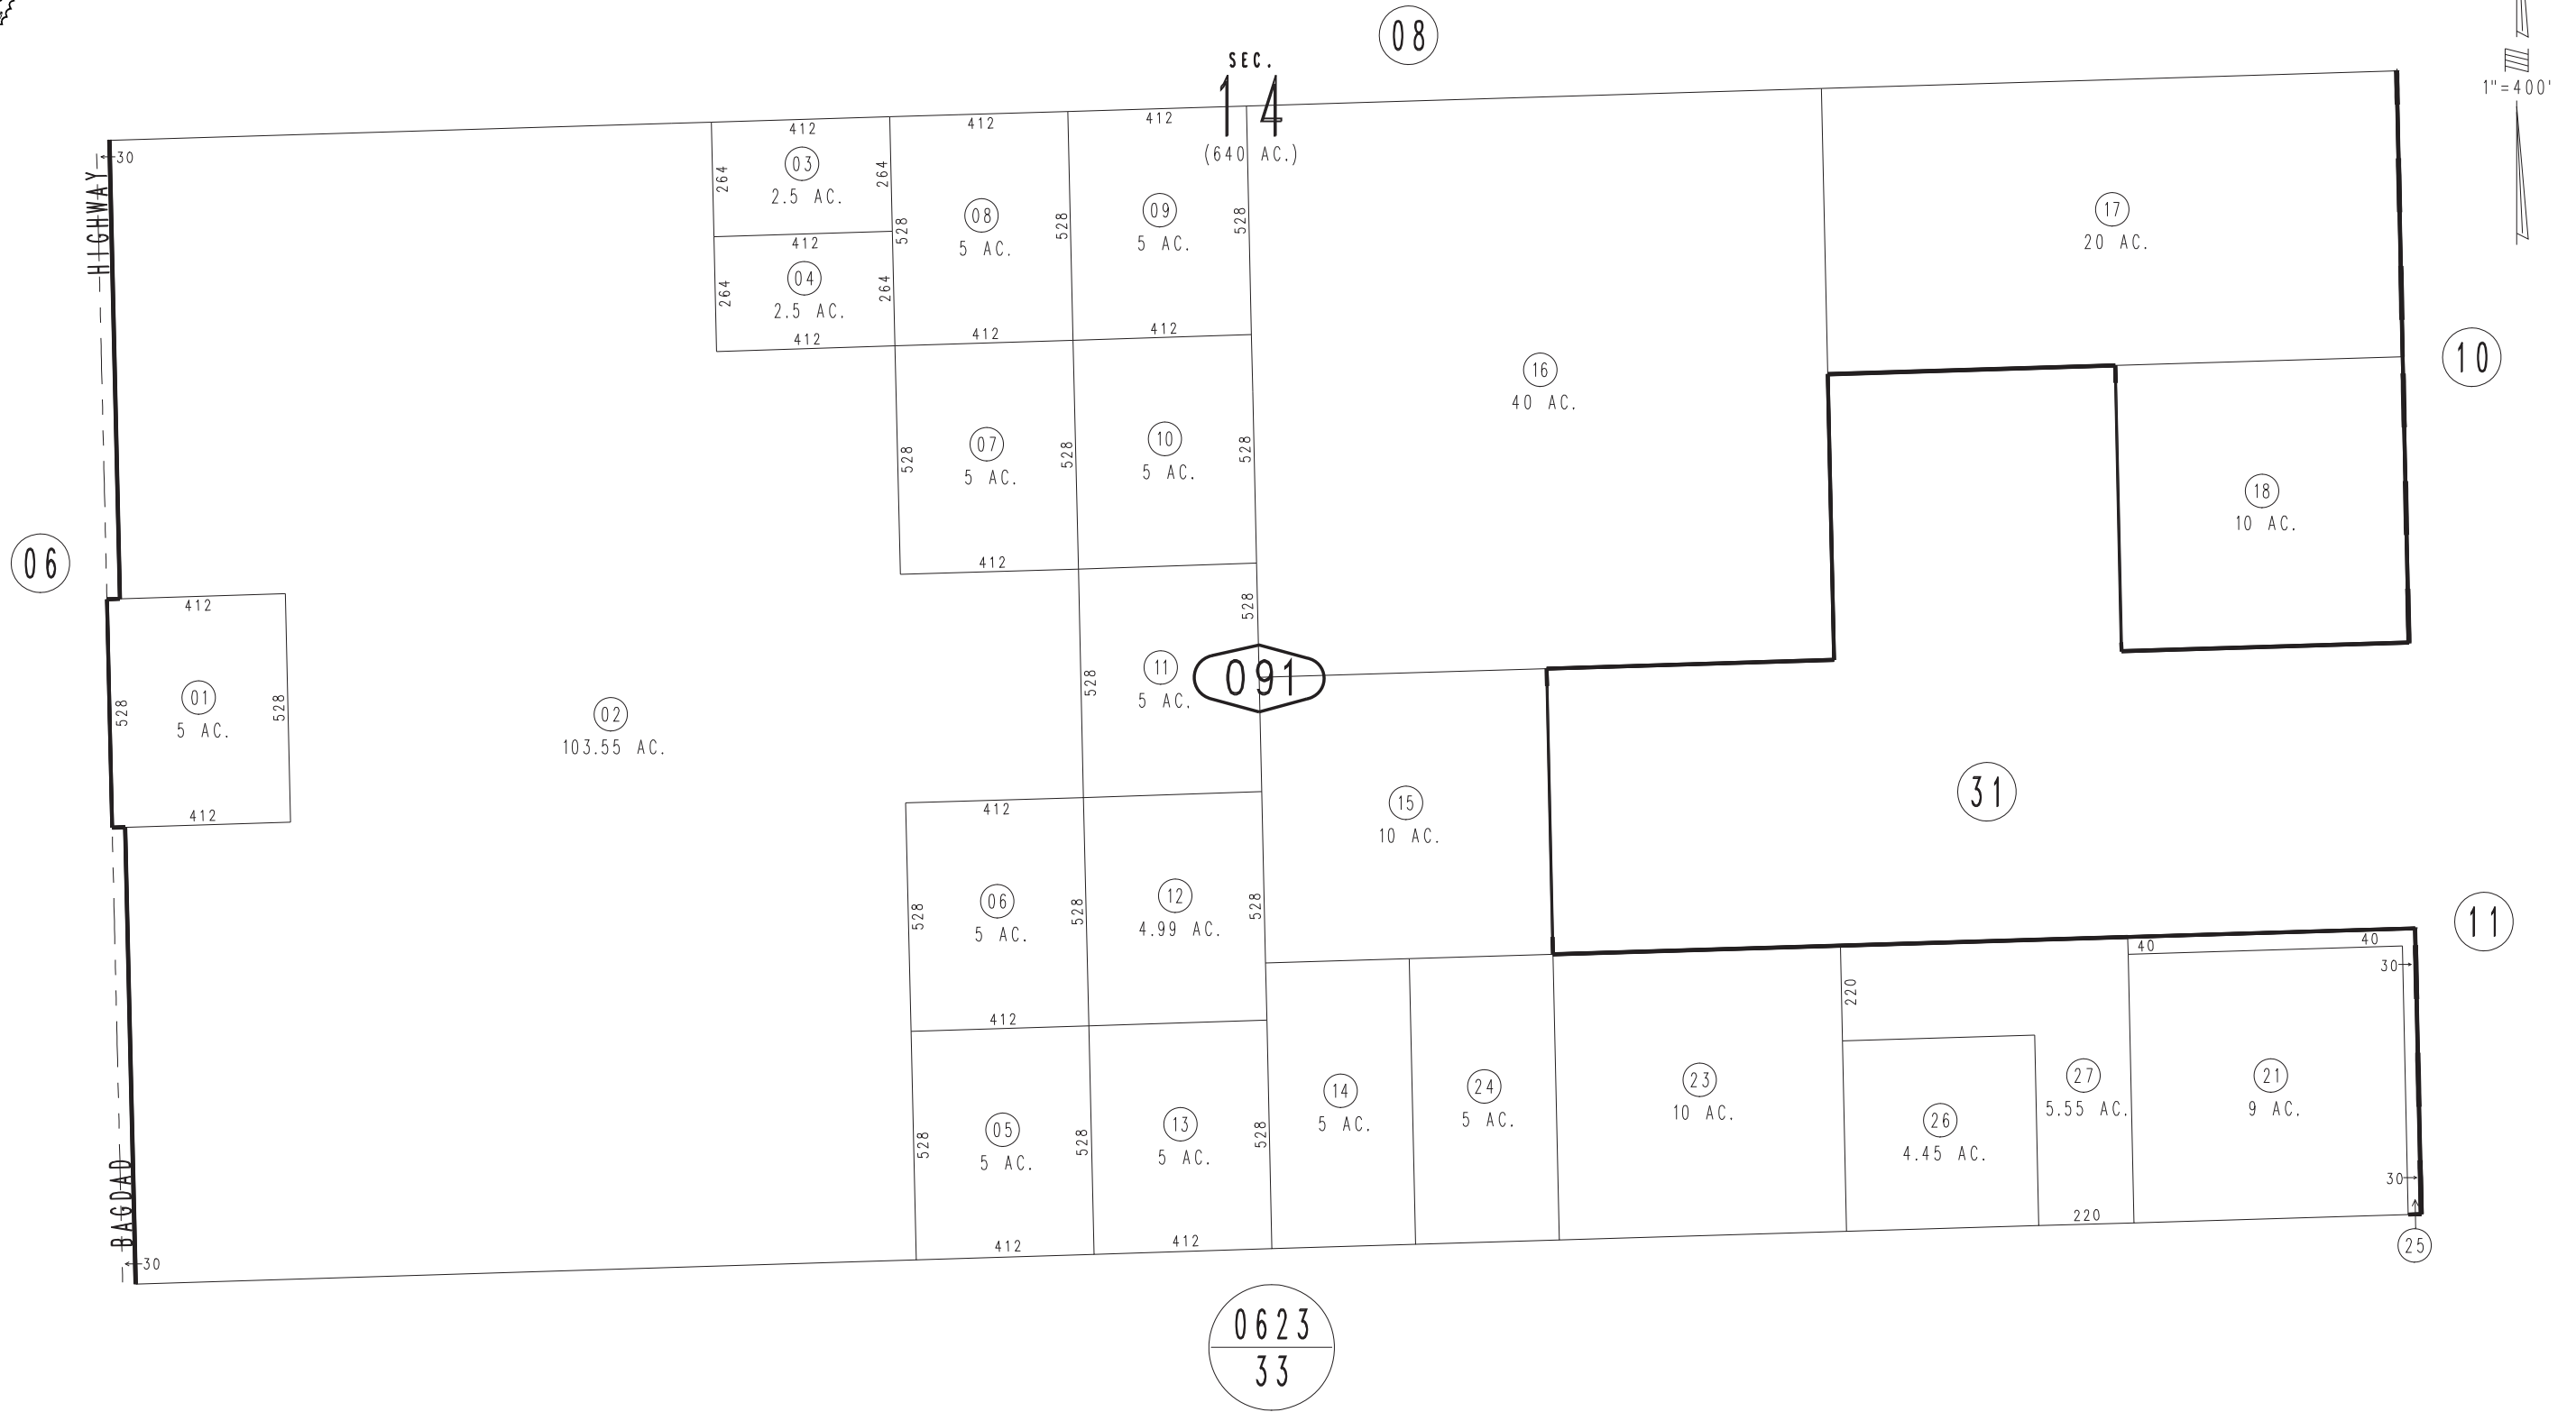 08
SEC.
14
(640 AC.)
1"=400'
HIGHWAY
30
412
03
2.5 AC.
264
264
412
04
2.5 AC.
264
264
412
412
08
5 AC.
528
528
412
412
09
5 AC.
528
412
16
40 AC.
17
20 AC.
10
18
10 AC.
07
5 AC.
528
528
412
10
5 AC.
528
06
412
01
5 AC.
528
528
412
02
103.55 AC.
11
5 AC.
528
528
091
15
10 AC.
31
11
412
06
5 AC.
528
528
412
12
4.99 AC.
528
05
5 AC.
528
528
412
13
5 AC.
528
412
14
5 AC.
24
5 AC.
23
10 AC.
220
26
4.45 AC.
27
5.55 AC.
220
40
40
30
21
9 AC.
30
25
BAGDAD
30
0623
33